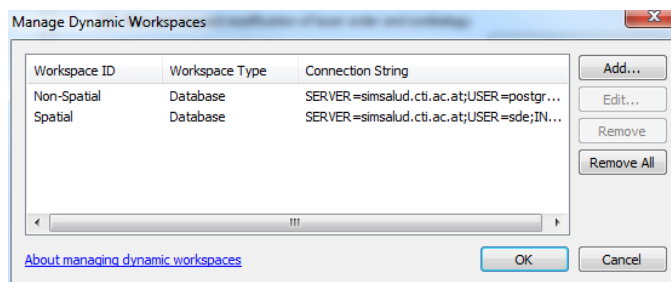 Manage Dynamic Workspaces
Workspace ID Workspace Type Connection String
Non-Spatial Database SERVER=simsalud.cti.ac.at;USER=postgr...
Spatial Database SERVER=simsalud.cti.ac.at;USER=sde;IN...
Add...
Edit...
Remove
Remove All
About managing dynamic workspaces
OK
Cancel